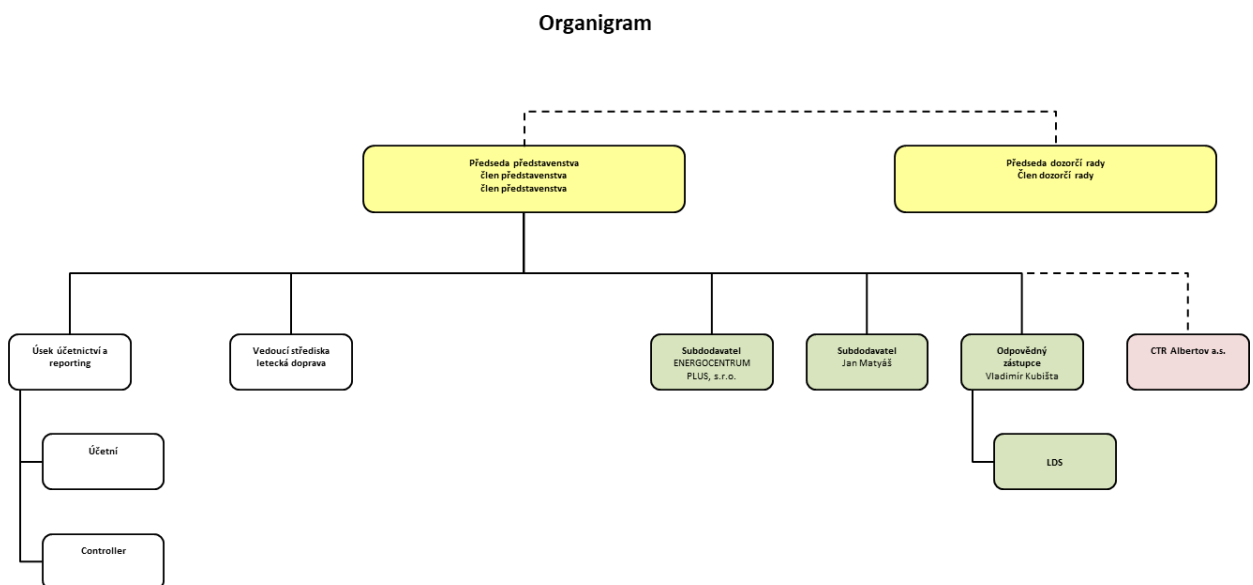 Organigram
Předseda představenstva
člen představenstva
člen představenstva
Předseda dozorčí rady
Člen dozorčí rady
Úsek účetnictví a
reporting
Vedoucí střediska
letecká doprava
Subdodavatel
ENERGOCENTRUM
PLUS, s.r.o.
Subdodavatel
Jan Matyáš
Odpovědný
zástupce
Vladimír Kubišta
CTR Albertov a.s.
Účetní
LDS
Controller